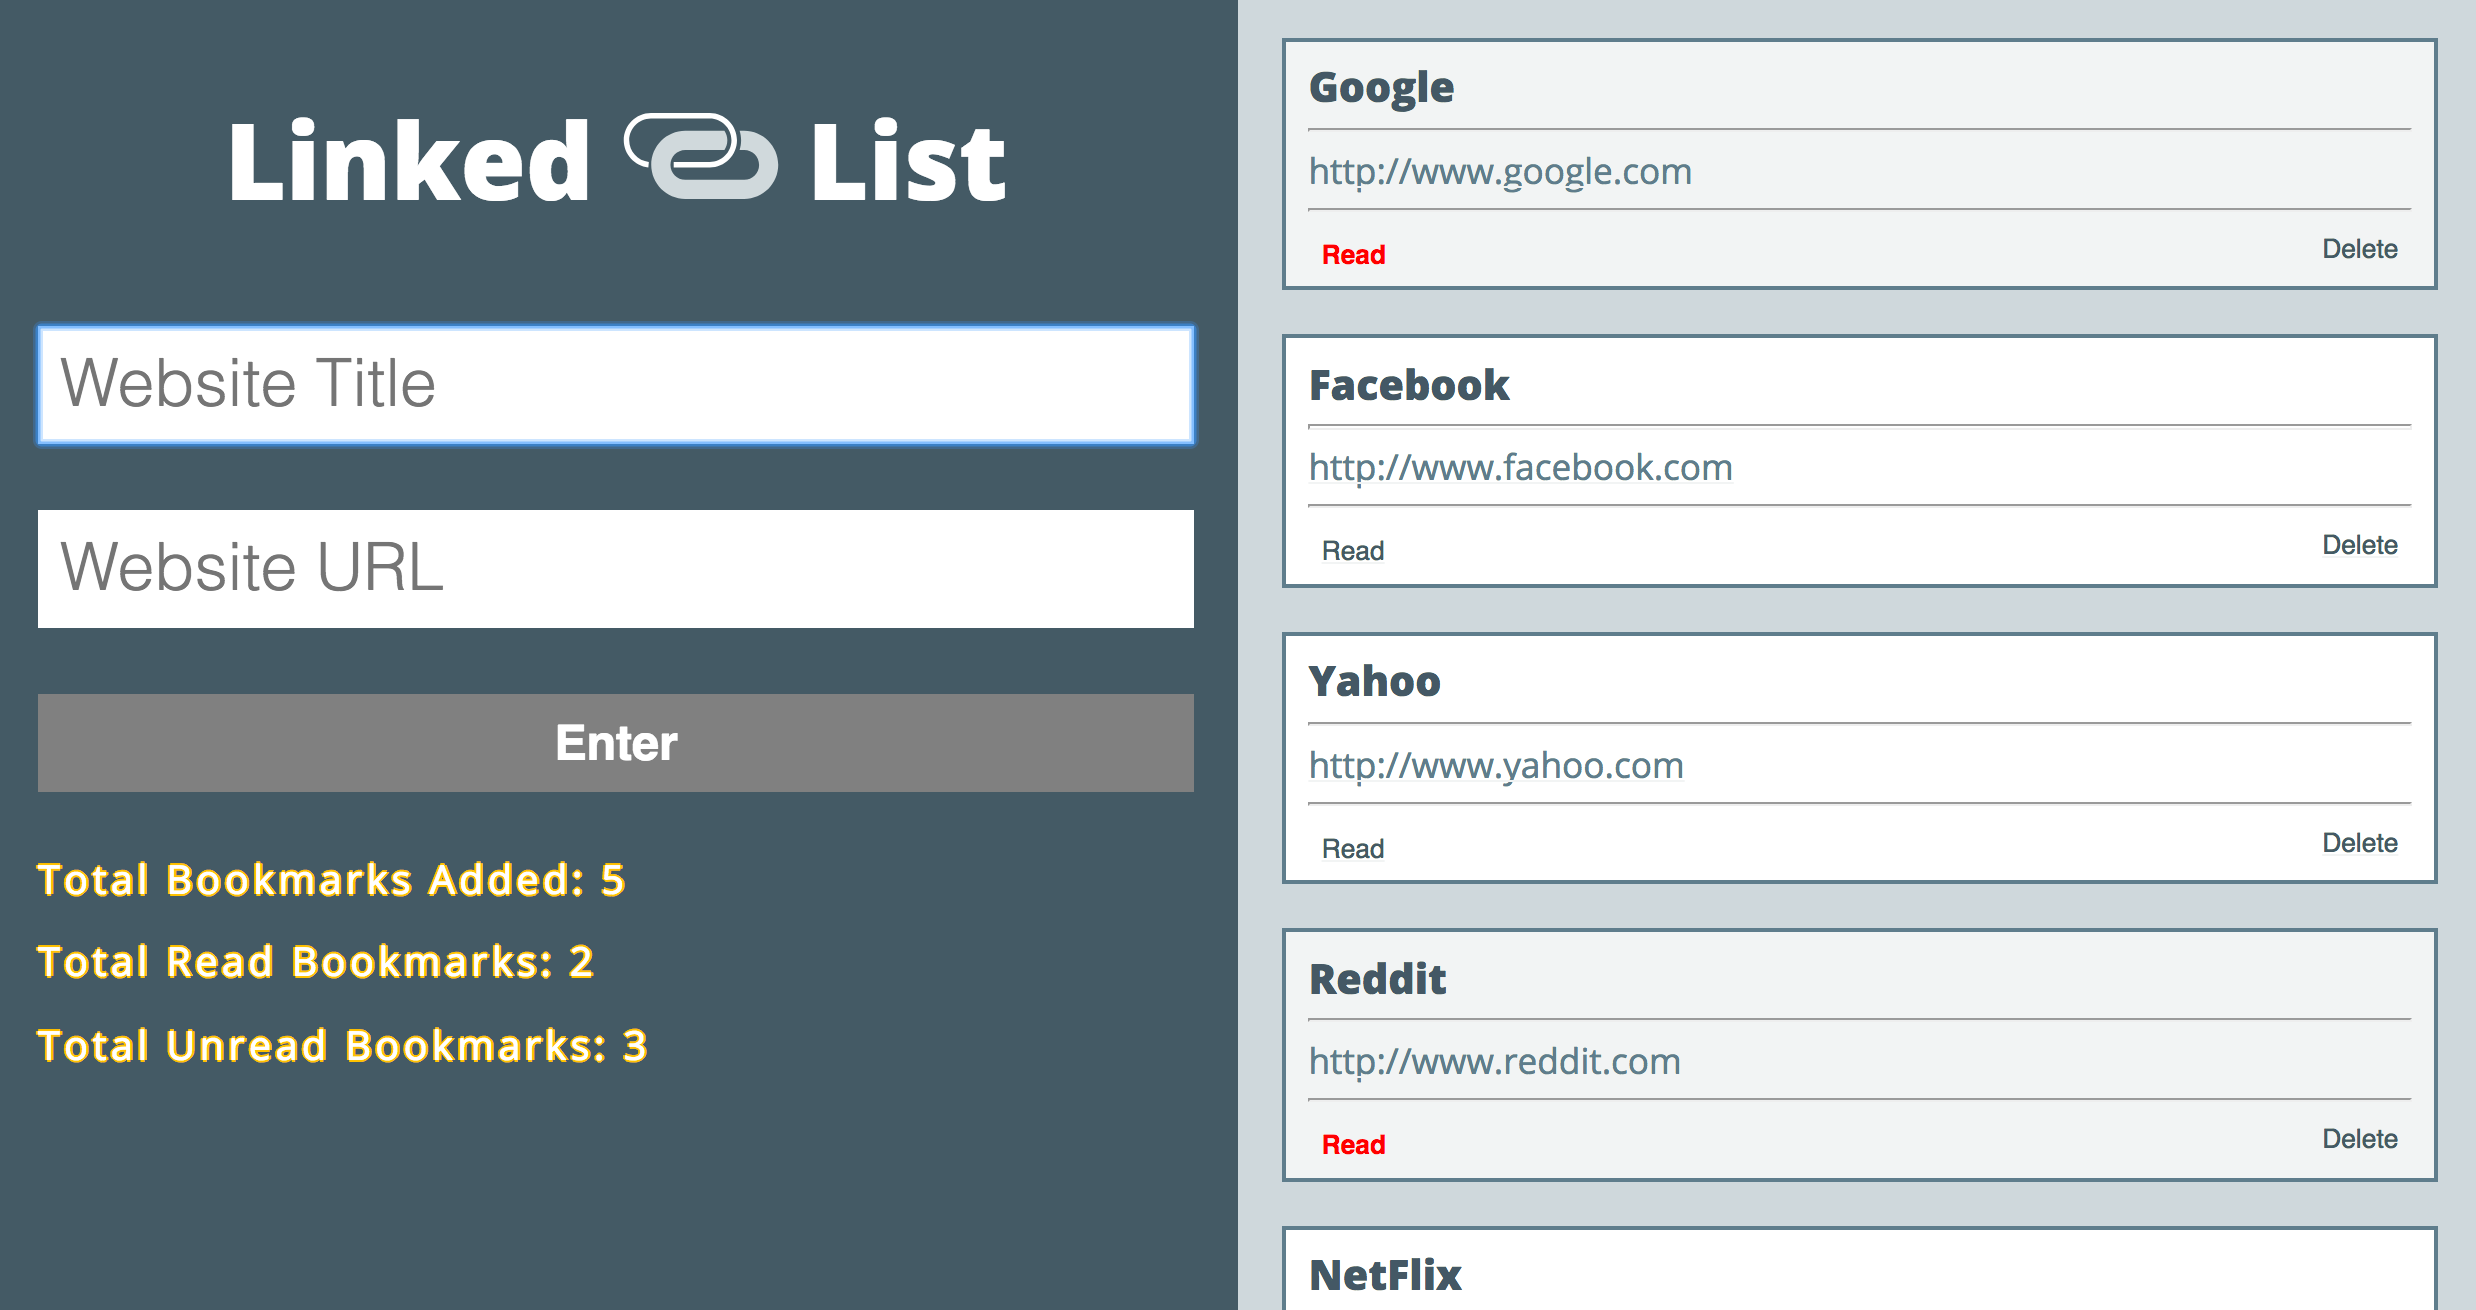 Linked List
Website Title
Website URL
Enter
Total Bookmarks Added: 5
Total Read Bookmarks: 2
Total Unread Bookmarks: 3
Google
http://www.google.com
Read Delete
Facebook
http://www.facebook.com
Read Delete
Yahoo
http://www.yahoo.com
Read Delete
Reddit
http://www.reddit.com
Read Delete
NetFlix